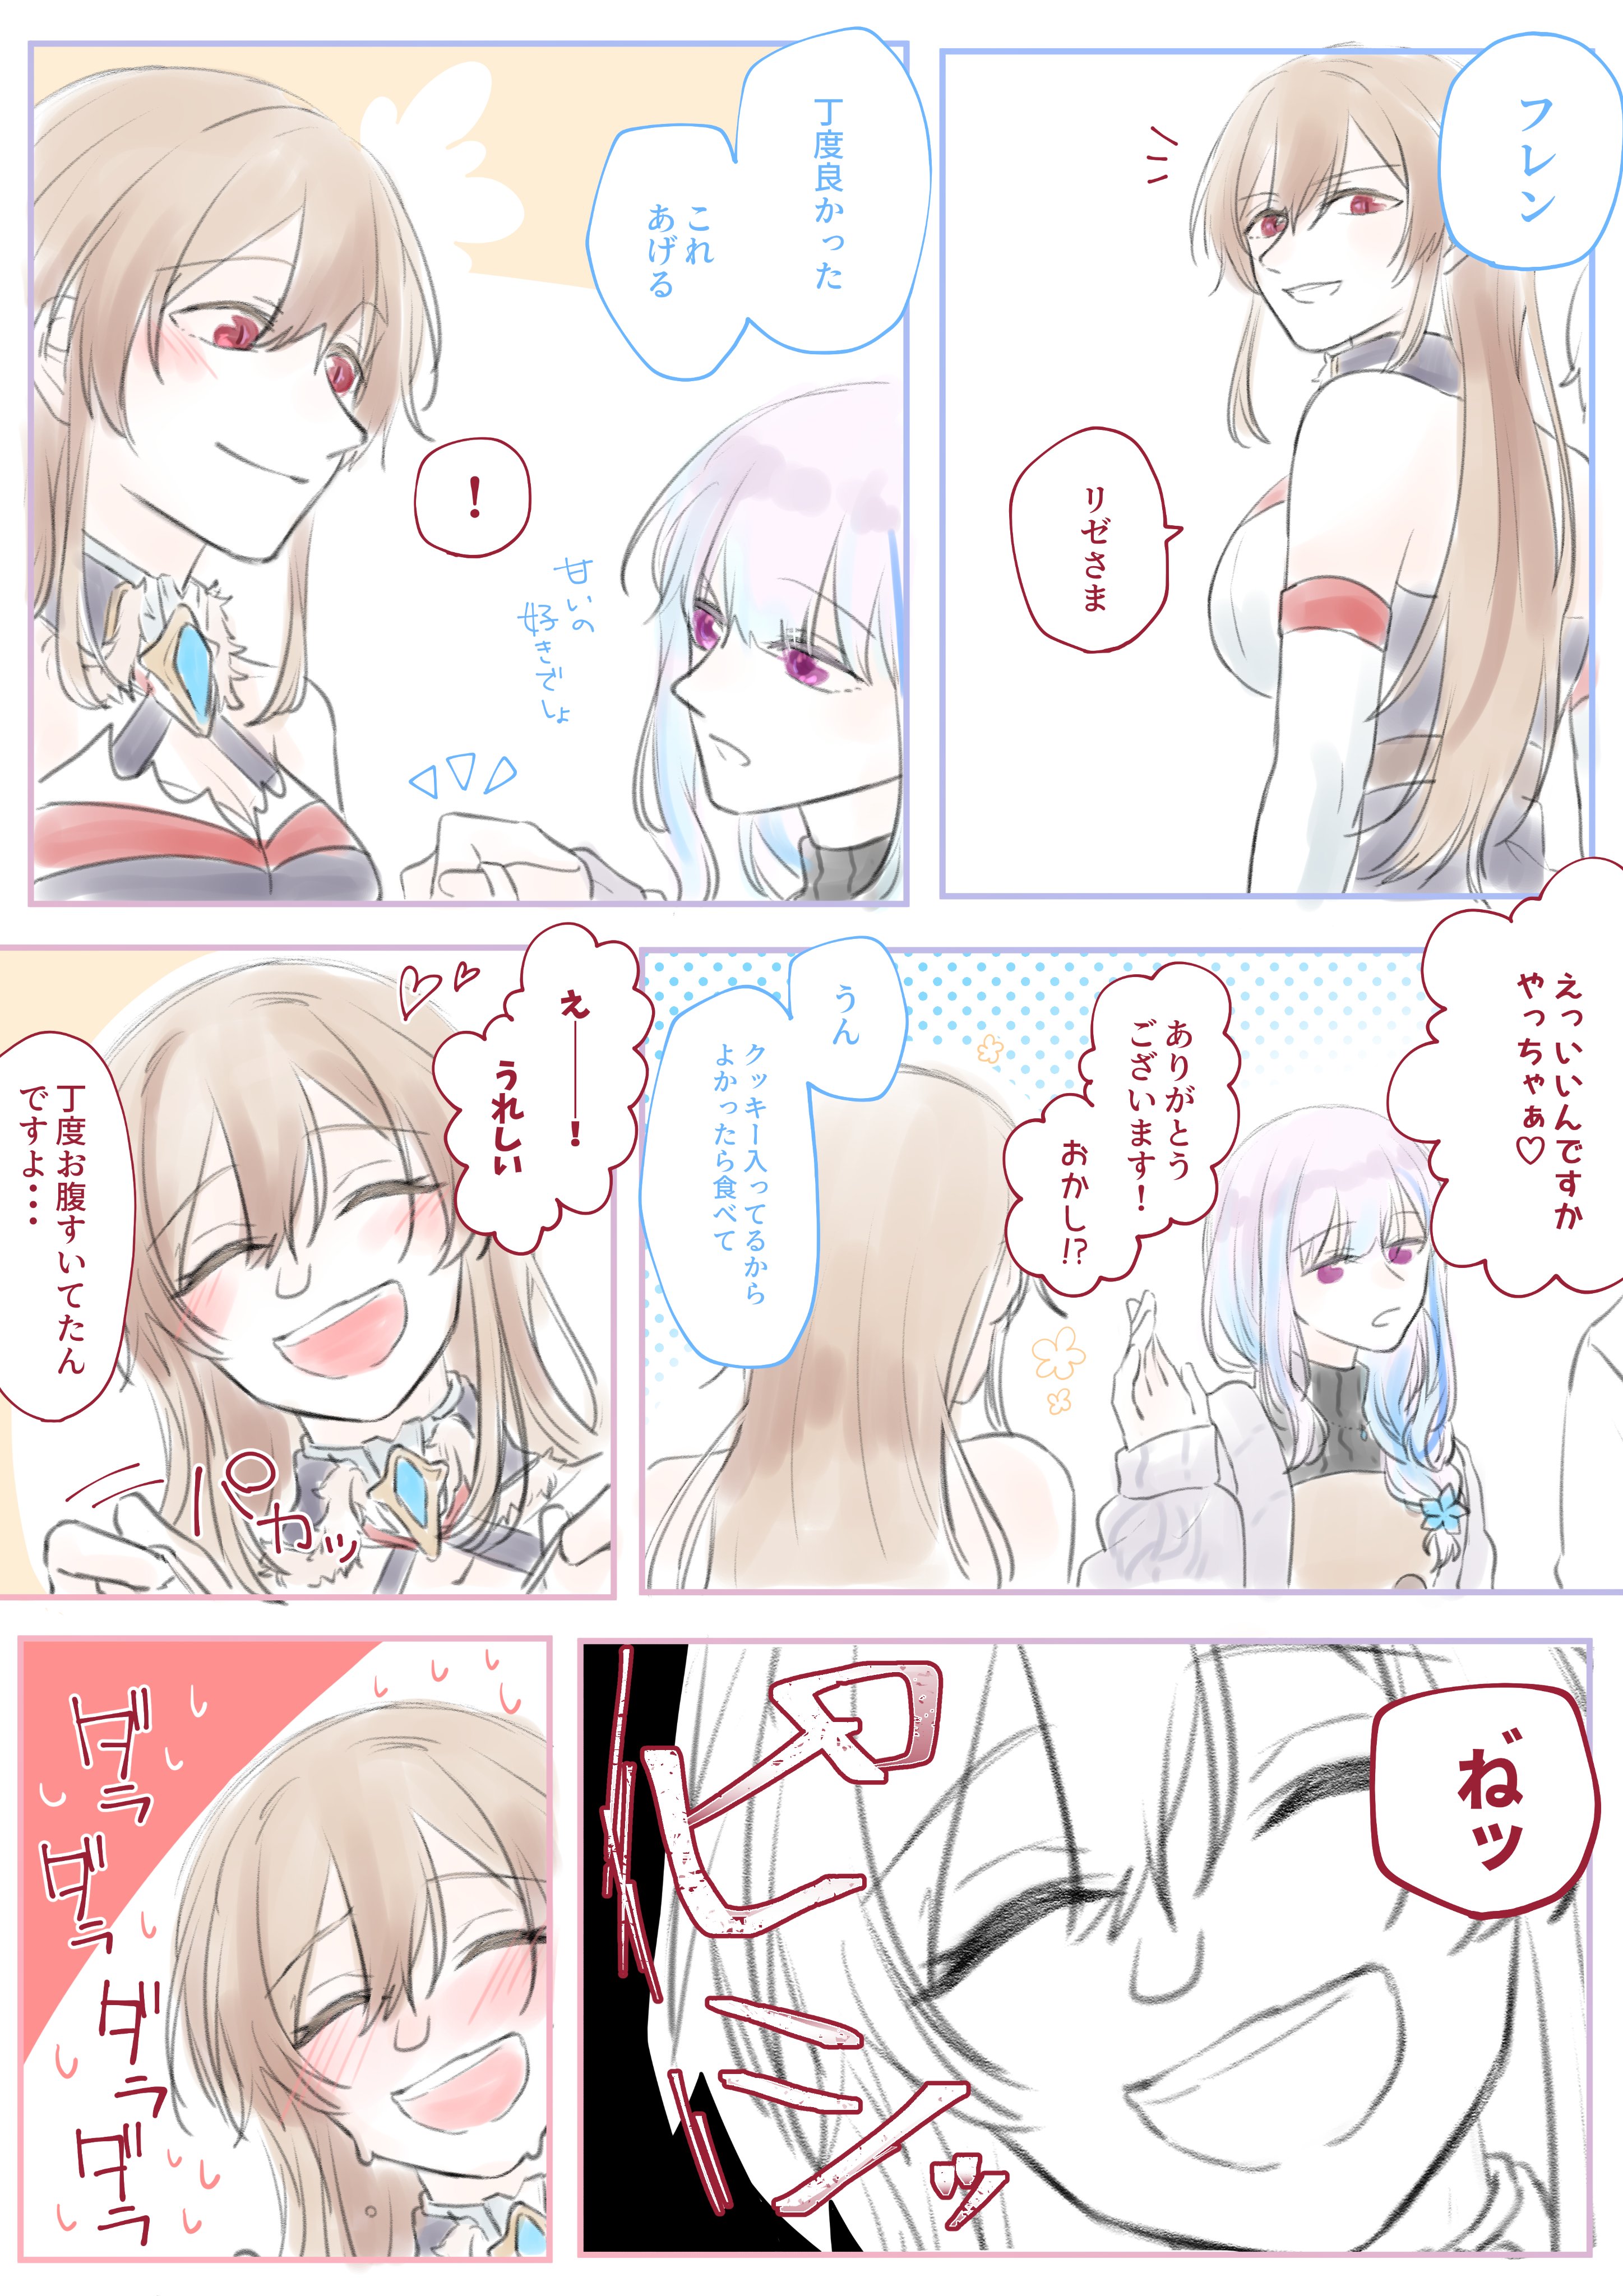 フレン
リゼさま
丁度良かった
これ
あげる
！
甘いの
好きでしょ
えっいいんですか
やっちゃぁ♡
ありがとう
ございます！
おかし!?
うん
クッキー入ってるから
よかったら食べて
え――！
うれしい
丁度お腹すいてたん
ですよ・・・
パカッ
ねッ
ピシッ
ダラ
ダラ
ダラ
ダラ